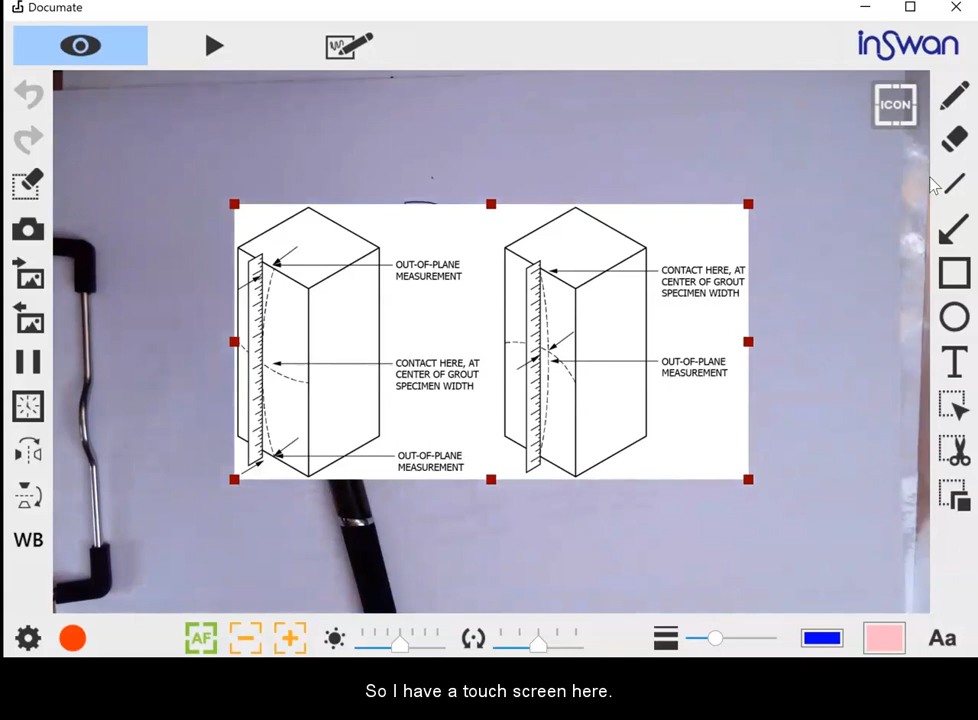 Documate
inSwan
ICON
OUT-OF-PLANE
MEASUREMENT
CONTACT HERE, AT
CENTER OF GROUT
SPECIMEN WIDTH
OUT-OF-PLANE
MEASUREMENT
CONTACT HERE, AT
CENTER OF GROUT
SPECIMEN WIDTH
OUT-OF-PLANE
MEASUREMENT
T
WB
AF
Aa
So I have a touch screen here.